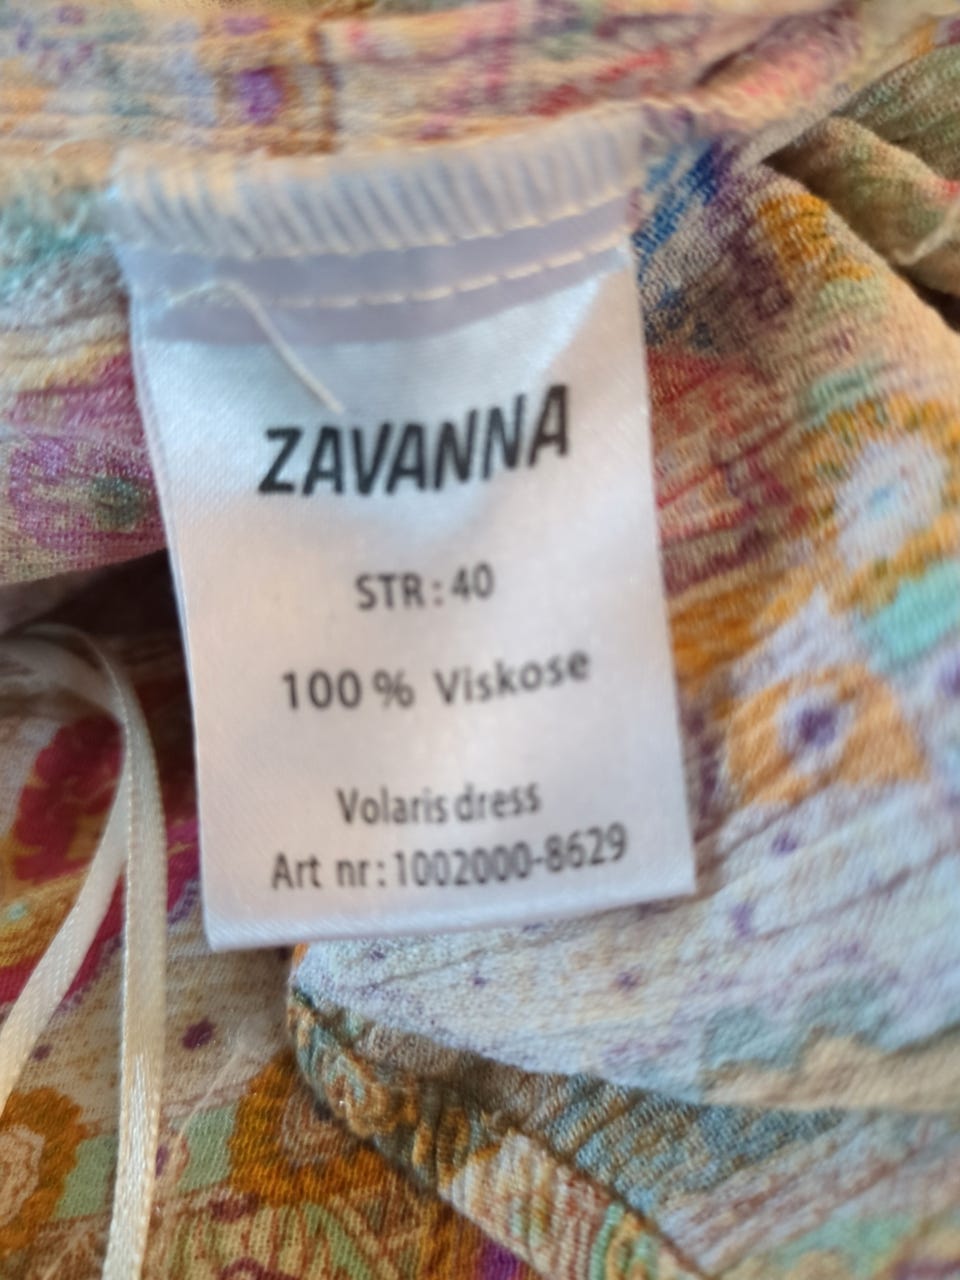 ZAVANNA
STR: 40
100 % Viskose
Volaris dress
Art nr: 1002000-8629